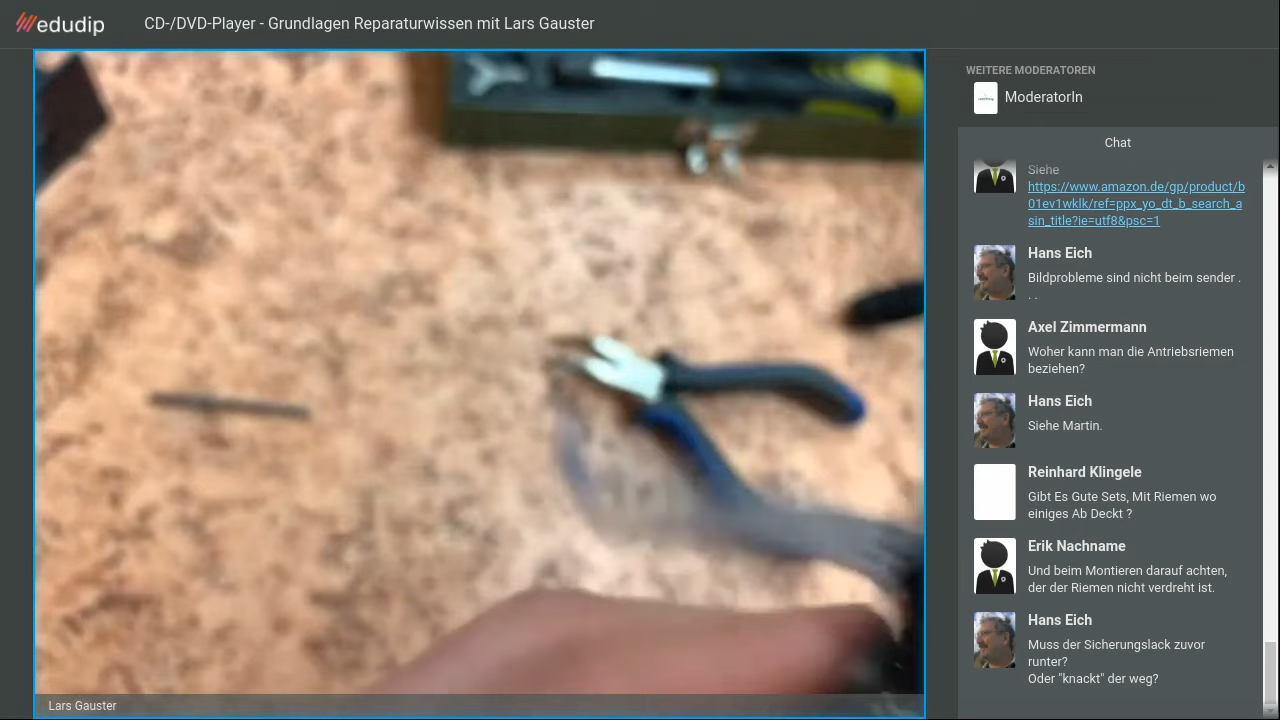 edudip
CD-/DVD-Player - Grundlagen Reparaturwissen mit Lars Gauster
WEITERE MODERATOREN
ModeratorIn
Chat
Siehe
https://www.amazon.de/gp/product/b
01ev1wklk/ref=ppx_yo_dt_b_search_a
sin_title?ie=utf8&psc=1
Hans Eich
Bildprobleme sind nicht beim sender .
Axel Zimmermann
Woher kann man die Antriebsriemen
beziehen?
Hans Eich
Siehe Martin.
Reinhard Klingele
Gibt Es Gute Sets, Mit Riemen wo
einiges Ab Deckt ?
Erik Nachname
Und beim Montieren darauf achten,
der der Riemen nicht verdreht ist.
Hans Eich
Muss der Sicherungslack zuvor
runter?
Oder "knackt" der weg?
Lars Gauster